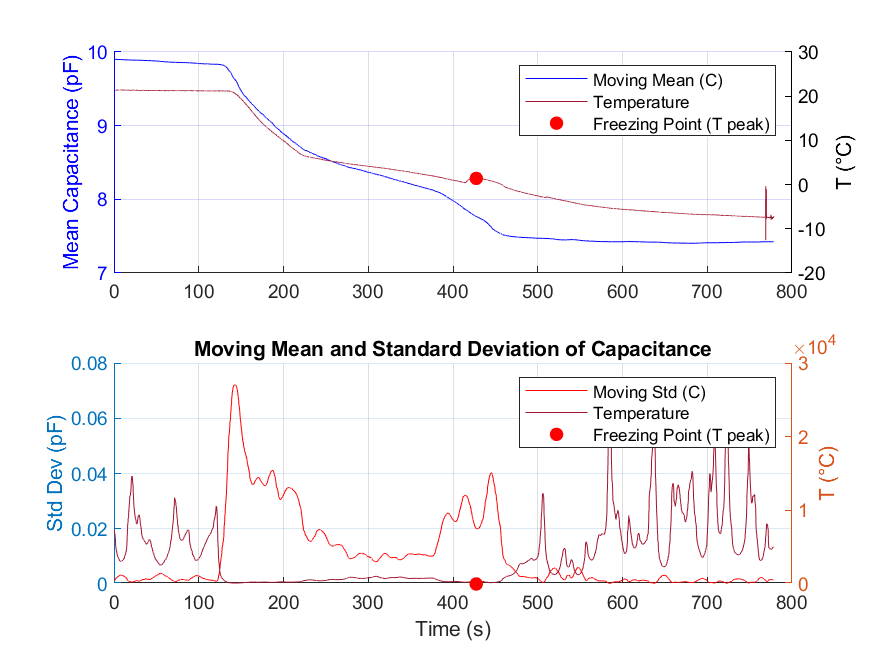 10
9
8
7
Mean Capacitance (pF)
30
20
10
0
-10
-20
T (°C)
Moving Mean (C)
Temperature
Freezing Point (T peak)
0 100 200 300 400 500 600 700 800
Moving Mean and Standard Deviation of Capacitance
×10⁴
0.08
0.06
0.04
0.02
0
Std Dev (pF)
3
2
1
0
T (°C)
Moving Std (C)
Temperature
Freezing Point (T peak)
0 100 200 300 400 500 600 700 800
Time (s)